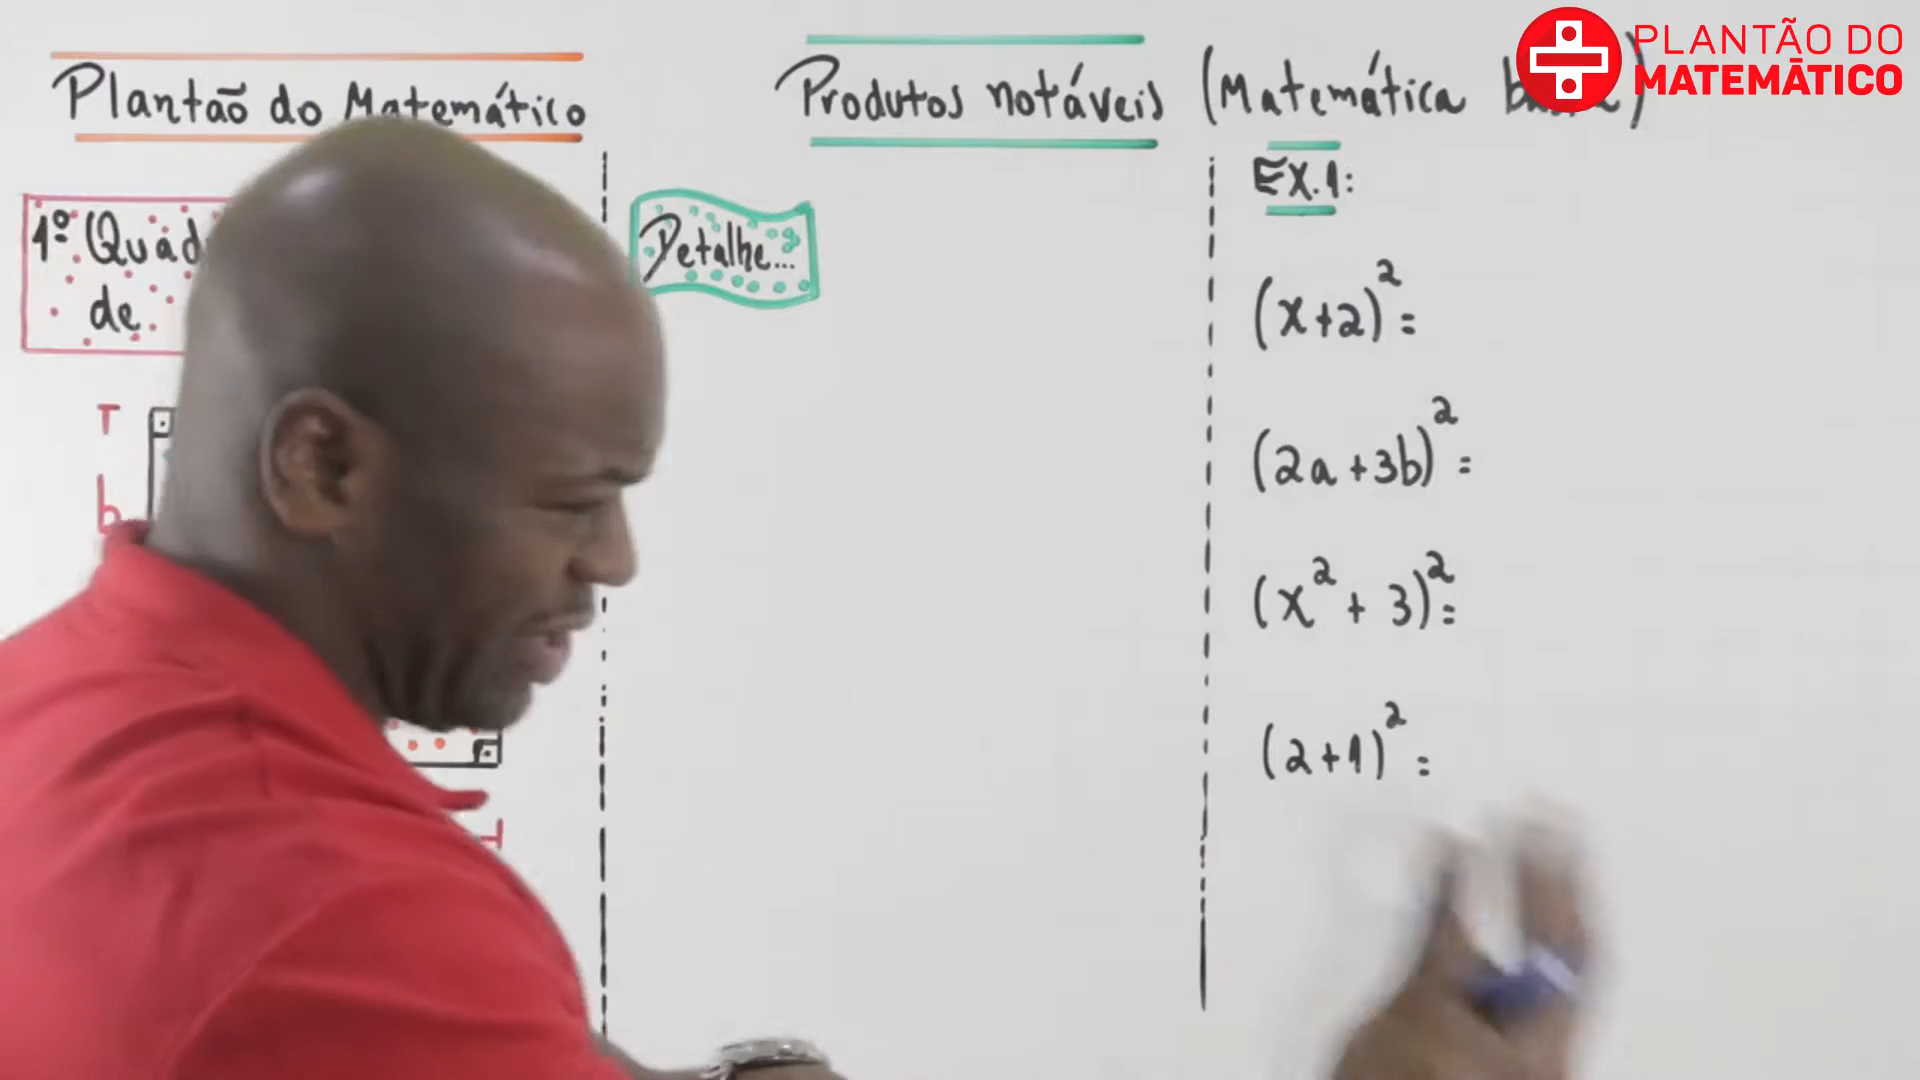 Plantão do Matemático
Produtos notáveis (Matemática
PLANTÃO DO
MATEMÁTICO
1º Quad
de
T
b
Detalhe...
Ex.1:
(x+2)²=
(2a+3b)²=
(x²+3)²=
(2+1)²=